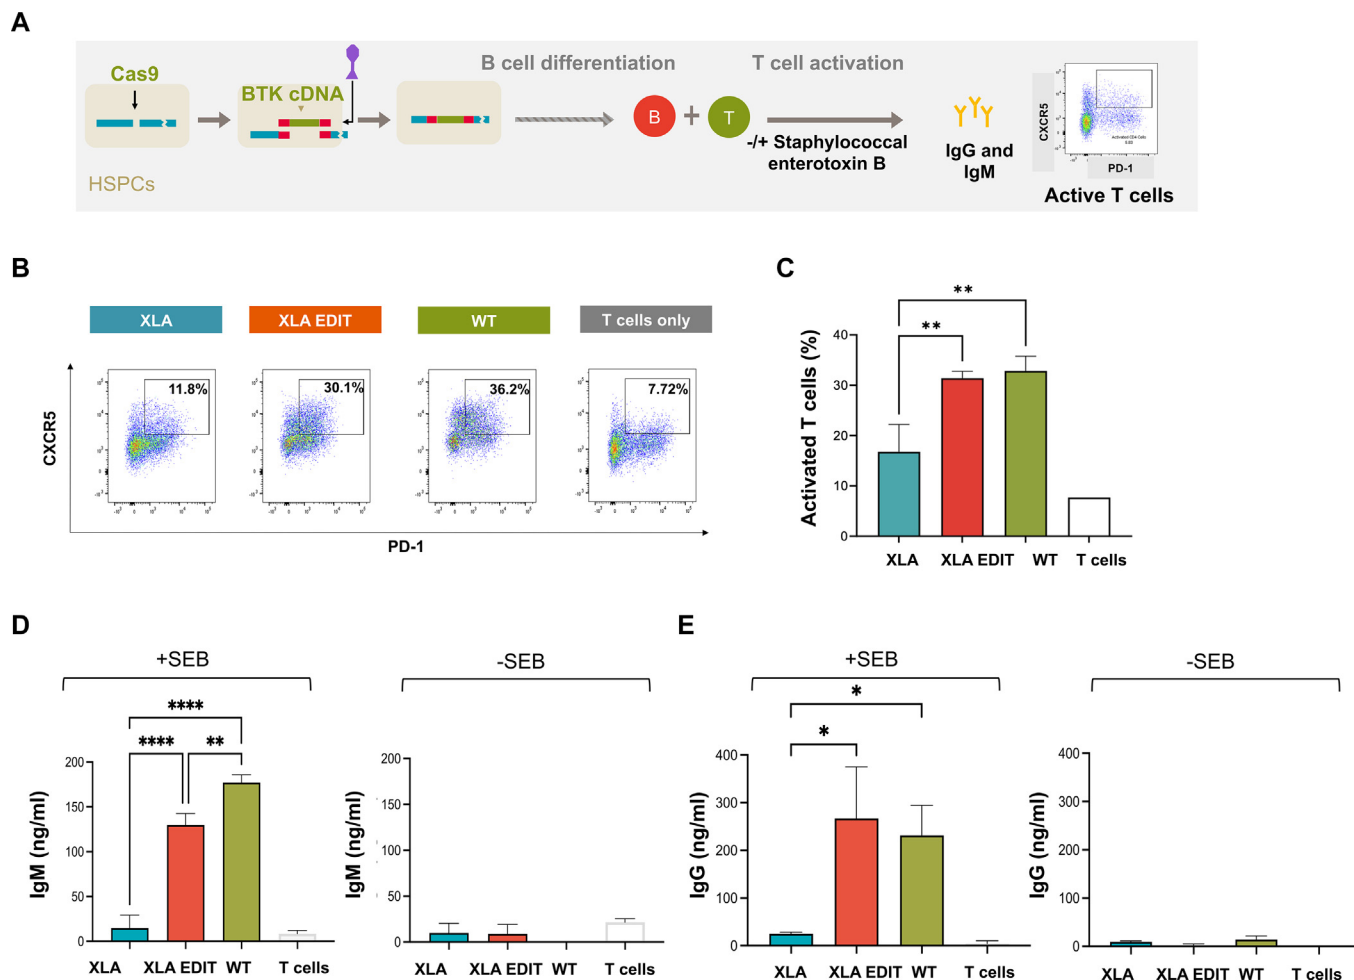 A
Cas9
BTK cDNA
HSPCs
B cell differentiation
T cell activation
B
+
T
-/+ Staphylococcal
enterotoxin B
IgG and
IgM
CXCR5
PD-1
Active T cells
B
XLA
XLA EDIT
WT
T cells only
11.8%
30.1%
36.2%
7.72%
CXCR5
PD-1
C
**
**
Activated T cells (%)
40
30
20
10
0
XLA
XLA EDIT
WT
T cells
D
+SEB
-SEB
****
****
**
IgM (ng/ml)
200
150
100
50
0
XLA
XLA EDIT
WT
T cells
IgM (ng/ml)
200
150
100
50
0
XLA
XLA EDIT
WT
T cells
E
+SEB
-SEB
*
*
IgG (ng/ml)
400
300
200
100
0
XLA
XLA EDIT
WT
T cells
IgG (ng/ml)
400
300
200
100
0
XLA
XLA EDIT
WT
T cells